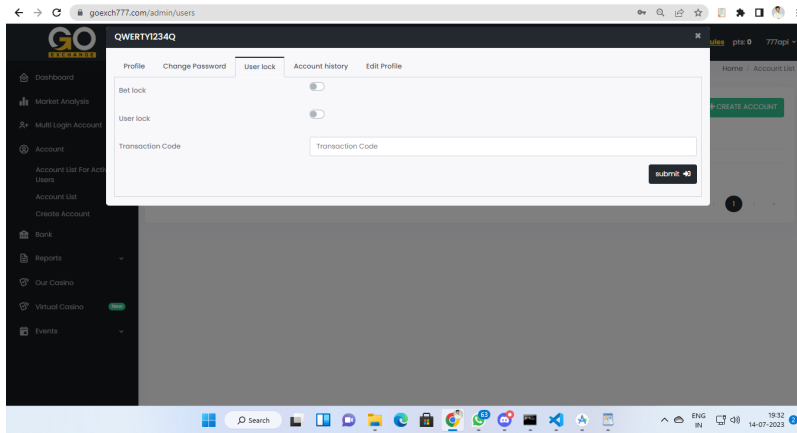 goexch777.com/admin/users
GO
EXCHANGE
QWERTY1234Q
ules pts: 0 777api
Profile Change Password User lock Account history Edit Profile
Home / Account List
Dashboard
Bet lock
Market Analysis
+CREATE ACCOUNT
Multi Login Account
User lock
Account
Transaction Code Transaction Code
Account List For Activ
Users
submit
Account List
1
Create Account
Bank
Reports
Our Casino
Virtual Casino New
Events
Search
63
ENG
IN
19:32
14-07-2023
2